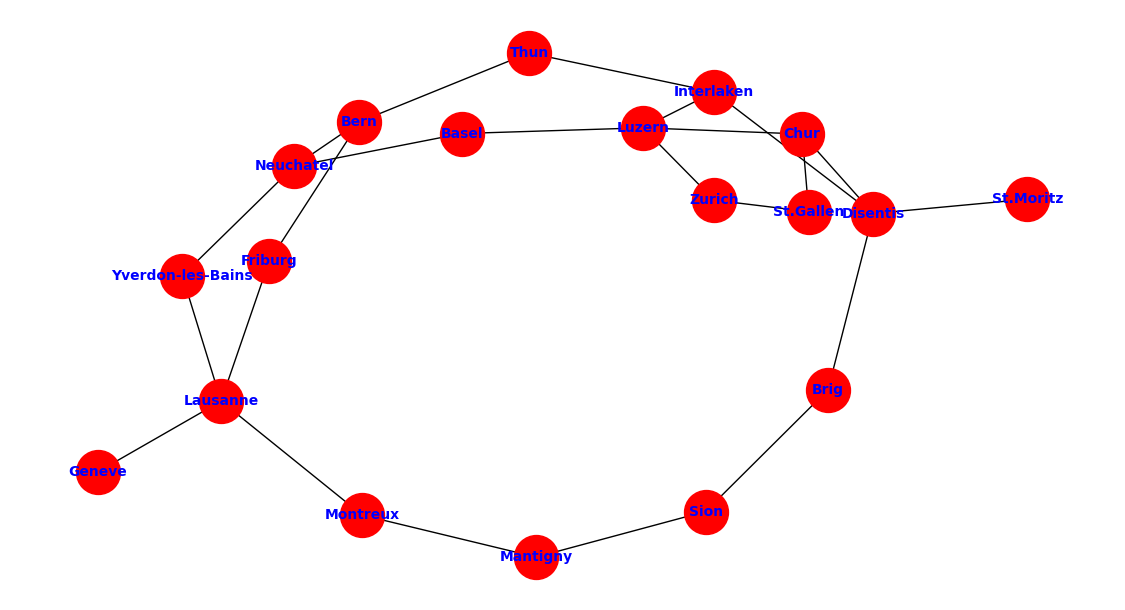 Thun
Interlaken
Bern
Basel
Luzern
Chur
Neuchatel
Zurich
St.Gallen
Disentis
St.Moritz
Friburg
Yverdon-les-Bains
Brig
Lausanne
Geneve
Montreux
Sion
Mantigny